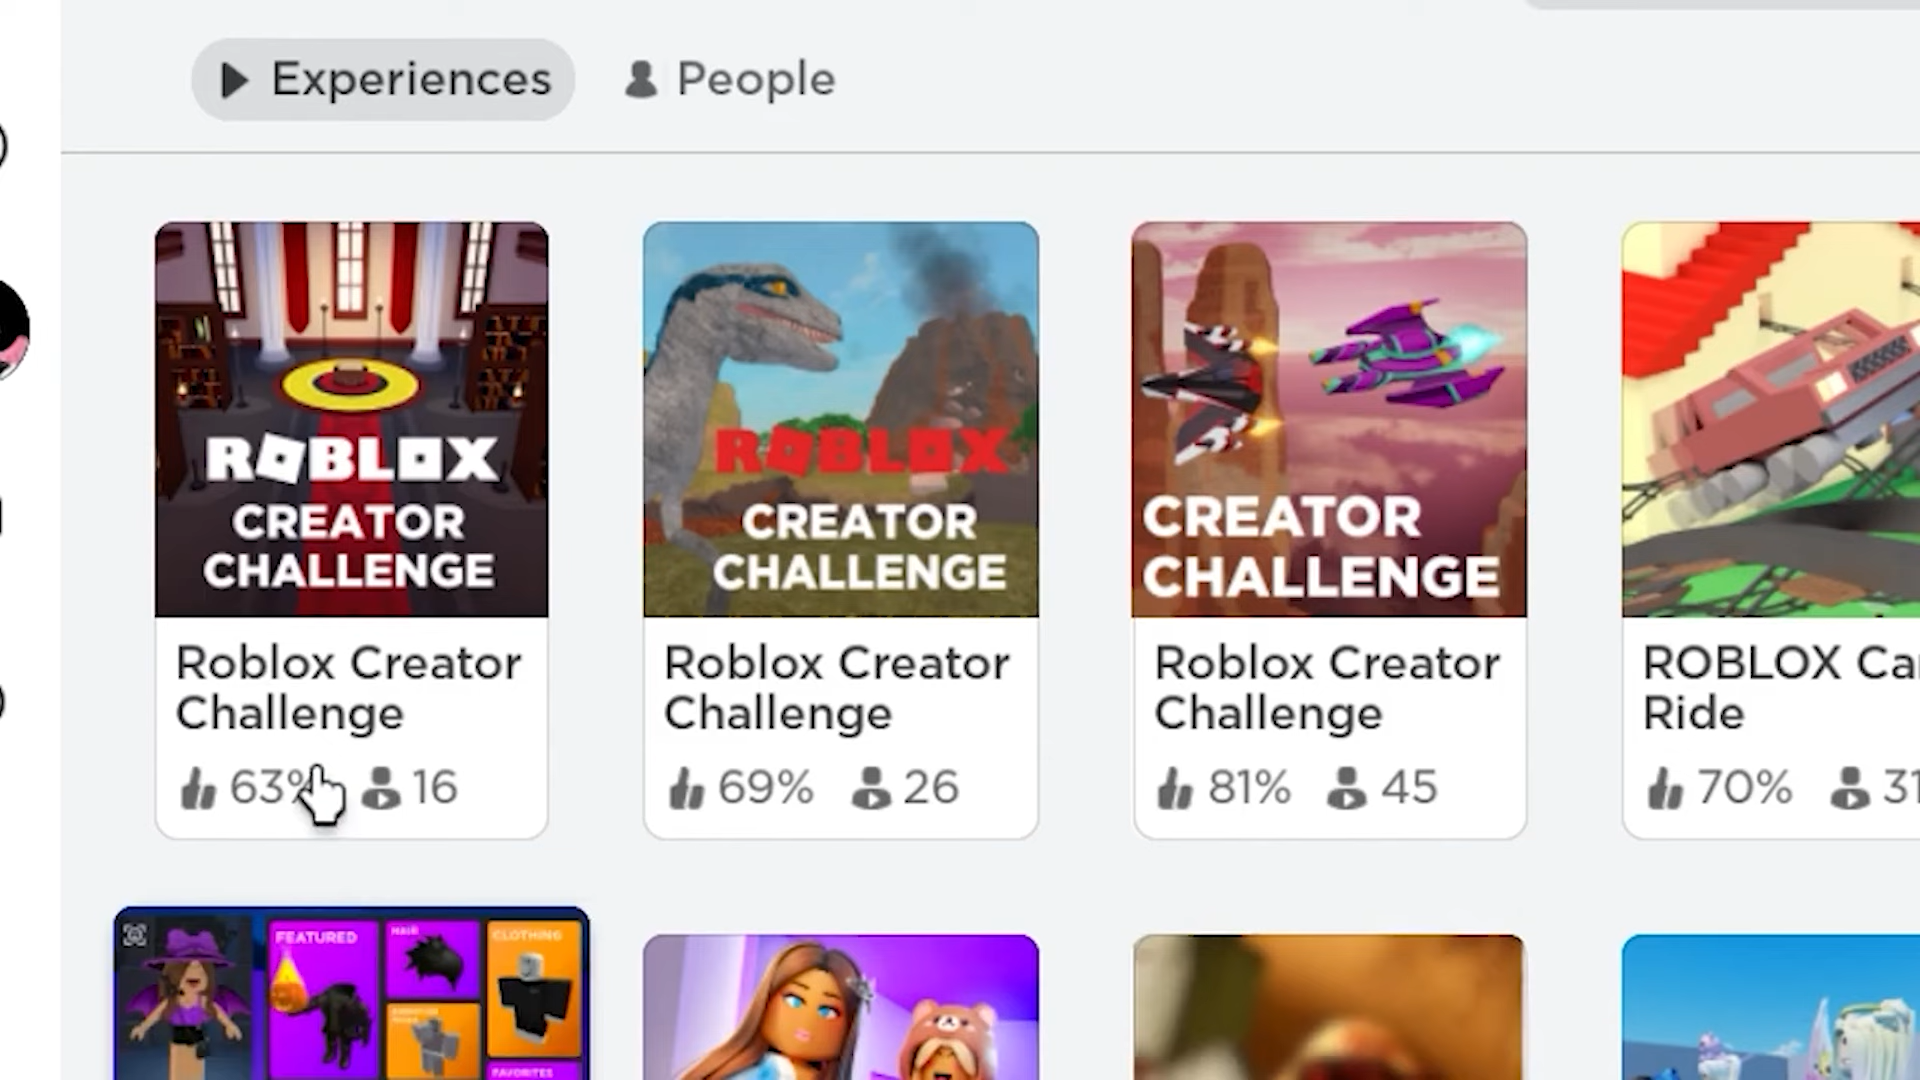 Experiences People
ROBLOX
CREATOR
CHALLENGE
Roblox Creator
Challenge
63% 16
ROBLOX
CREATOR
CHALLENGE
Roblox Creator
Challenge
69% 26
CREATOR
CHALLENGE
Roblox Creator
Challenge
81% 45
ROBLOX Ca
Ride
70% 31
FEATURED
HAIR
CLOTHING
FAVORITES